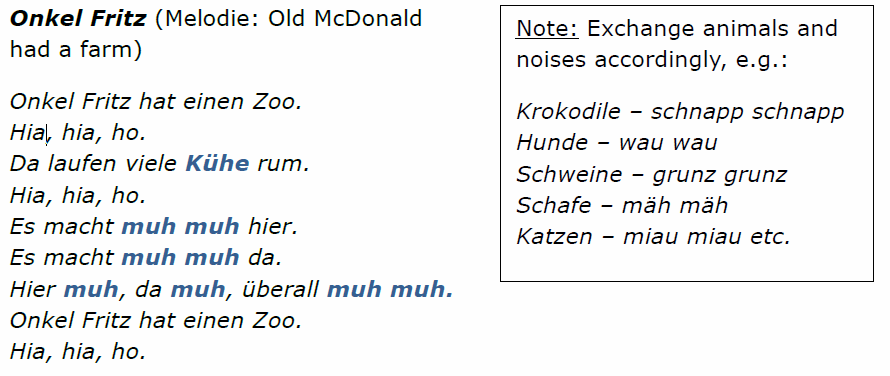 Onkel Fritz (Melodie: Old McDonald
had a farm)
Onkel Fritz hat einen Zoo.
Hia, hia, ho.
Da laufen viele Kühe rum.
Hia, hia, ho.
Es macht muh muh hier.
Es macht muh muh da.
Hier muh, da muh, überall muh muh.
Onkel Fritz hat einen Zoo.
Hia, hia, ho.
Note: Exchange animals and
noises accordingly, e.g.:
Krokodile – schnapp schnapp
Hunde – wau wau
Schweine – grunz grunz
Schafe – mäh mäh
Katzen – miau miau etc.